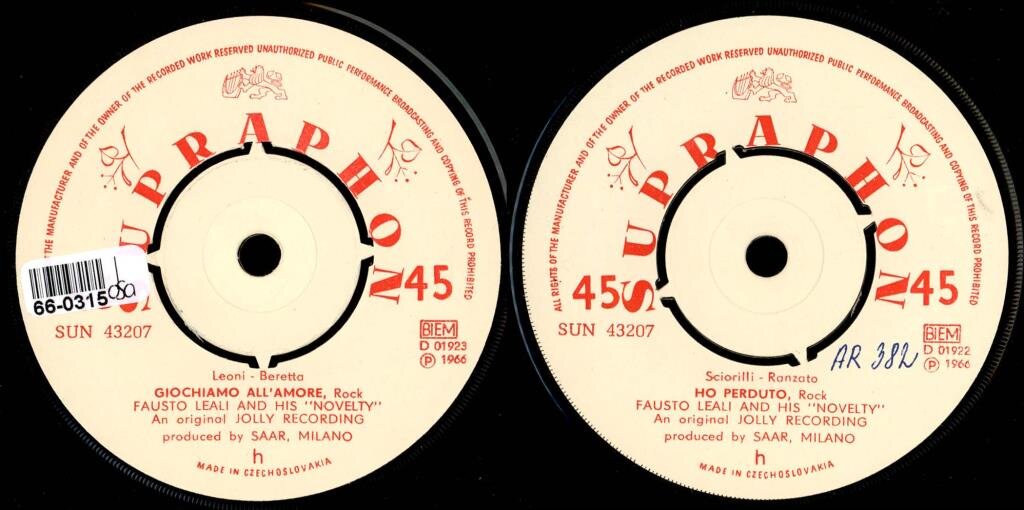 THE MANUFACTURER AND OF THE OWNER OF THE RECORDED WORK RESERVED UNAUTHORIZED PUBLIC PERFORMANCE BROADCASTING AND COPYING OF THIS RECORD PROHIBITED
SUPRAPHON
45
66-0315
SUN 43207
BIEM
D 01923
Ⓟ 1966
Leoni - Beretta
GIOCHIAMO ALL'AMORE, Rock
FAUSTO LEALI AND HIS "NOVELTY"
An original JOLLY RECORDING
produced by SAAR, MILANO
h
MADE IN CZECHOSLOVAKIA
ALL RIGHTS OF THE MANUFACTURER AND OF THE OWNER OF THE RECORDED WORK RESERVED UNAUTHORIZED PUBLIC PERFORMANCE BROADCASTING AND COPYING OF THIS RECORD PROHIBITED
SUPRAPHON
45
45
SUN 43207
BIEM
D 01922
Ⓟ 1966
AR 382
Sciorilli - Ranzato
HO PERDUTO, Rock
FAUSTO LEALI AND HIS "NOVELTY"
An original JOLLY RECORDING
produced by SAAR, MILANO
h
MADE IN CZECHOSLOVAKIA